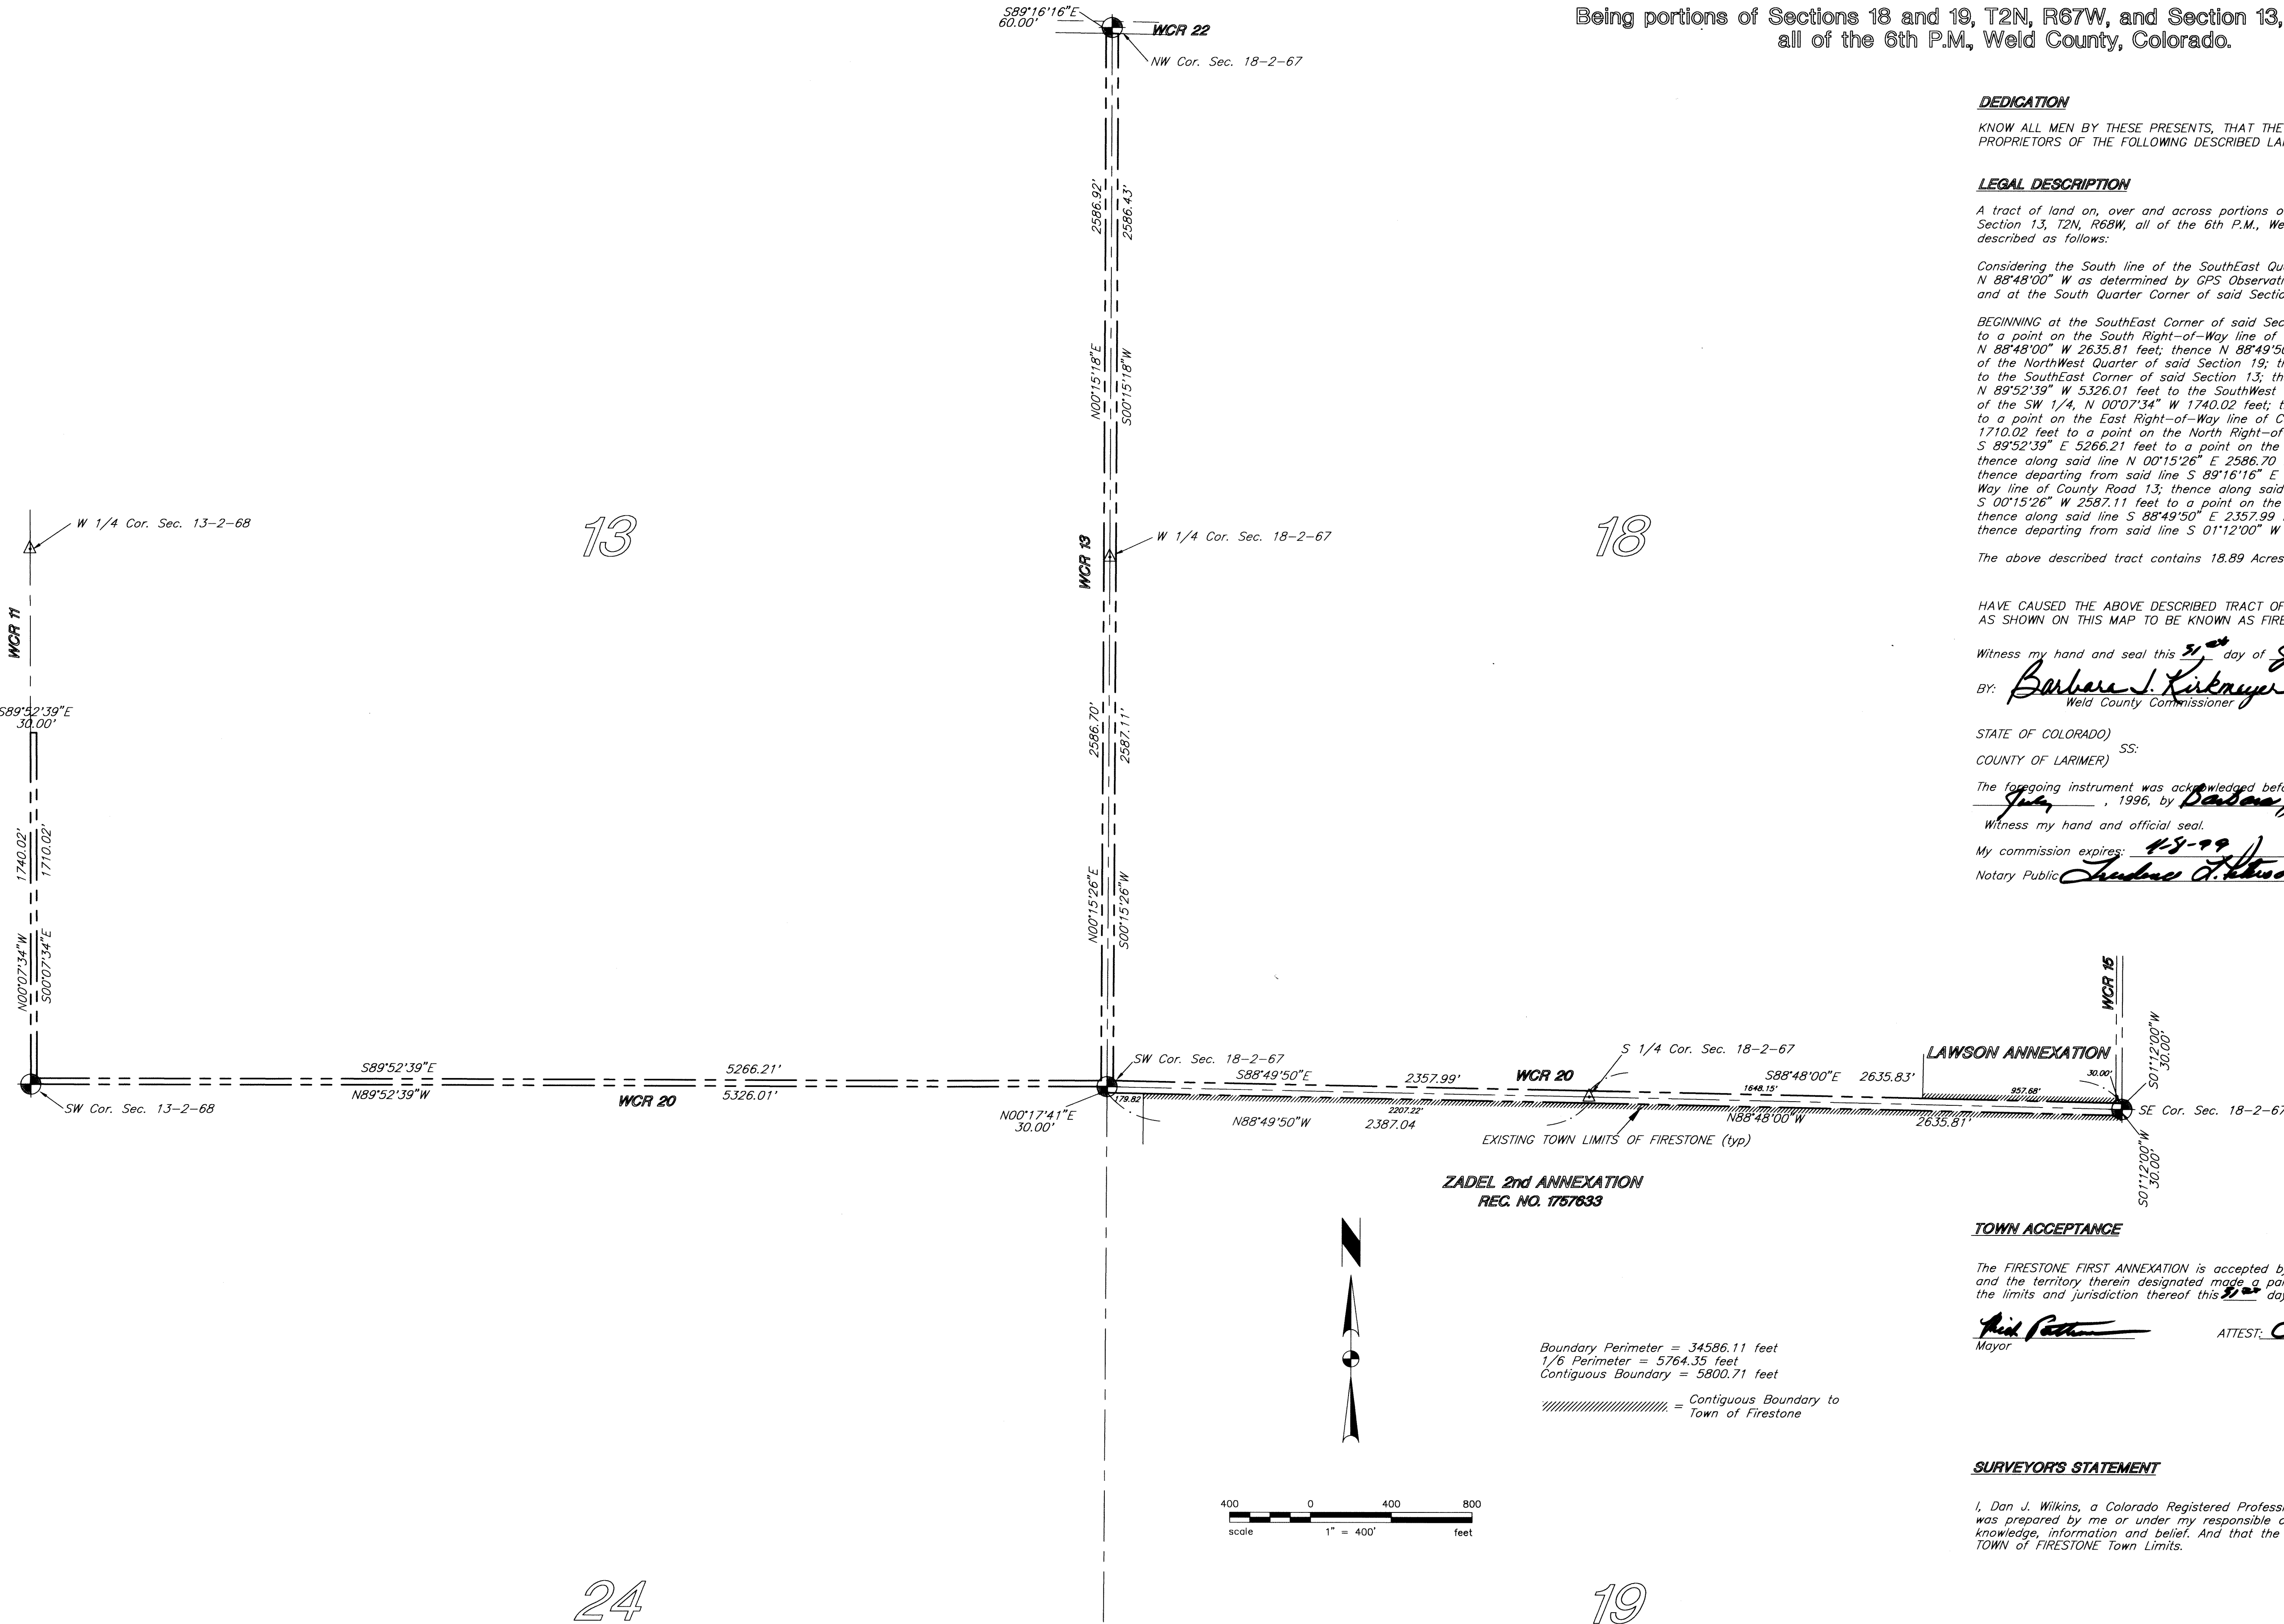 Being portions of Sections 18 and 19, T2N, R67W, and Section 13,
all of the 6th P.M., Weld County, Colorado.
S89°16'16"E
60.00'
WCR 22
NW Cor. Sec. 18-2-67
2586.92'
2586.43'
N00°15'18"E
S00°15'18"W
W 1/4 Cor. Sec. 13-2-68
13
WCR 13
W 1/4 Cor. Sec. 18-2-67
18
WCR 11
S89°52'39"E
30.00'
2586.70'
2587.11'
1740.02'
1710.02'
N00°07'34"W
S00°07'34"E
N00°15'26"E
S00°15'26"W
SW Cor. Sec. 13-2-68
S89°52'39"E 5266.21'
N89°52'39"W WCR 20 5326.01'
SW Cor. Sec. 18-2-67
N00°17'41"E
30.00'
179.82
S88°49'50"E 2357.99'
WCR 20
S 1/4 Cor. Sec. 18-2-67
S88°48'00"E 2635.83'
1648.15'
2207.22'
N88°49'50"W 2387.04
N88°48'00"W 2635.81'
EXISTING TOWN LIMITS OF FIRESTONE (typ)
LAWSON ANNEXATION
957.68'
30.00'
WCR 15
S01°12'00"W
30.00'
SE Cor. Sec. 18-2-67
S01°12'00"W
30.00'
ZADEL 2nd ANNEXATION
REC. NO. 1757633
N
Boundary Perimeter = 34586.11 feet
1/6 Perimeter = 5764.35 feet
Contiguous Boundary = 5800.71 feet
= Contiguous Boundary to
Town of Firestone
400 0 400 800
scale 1" = 400' feet
24
19
DEDICATION
KNOW ALL MEN BY THESE PRESENTS, THAT THE
PROPRIETORS OF THE FOLLOWING DESCRIBED
LEGAL DESCRIPTION
A tract of land on, over and across portions
Section 13, T2N, R68W, all of the 6th P.M.,
described as follows:
Considering the South line of the SouthEast
N 88°48'00" W as determined by GPS
and at the South Quarter Corner of said
BEGINNING at the SouthEast Corner of said
to a point on the South Right-of-Way line of
N 88°48'00" W 2635.81 feet; thence
of the NorthWest Quarter of said Section 19;
to the SouthEast Corner of said Section 13;
N 89°52'39" W 5326.01 feet to the SouthWest
of the SW 1/4, N 00°07'34" W 1740.02 feet;
to a point on the East Right-of-Way line of
1710.02 feet to a point on the North
S 89°52'39" E 5266.21 feet to a point on the
thence along said line N 00°15'26" E 2586.70
thence departing from said line S 89°16'16" E
Way line of County Road 13; thence along said
S 00°15'26" W 2587.11 feet to a point on the
thence along said line S 88°49'50" E 2357.99
thence departing from said line S 01°12'00" W
The above described tract contains 18.89 Acres
HAVE CAUSED THE ABOVE DESCRIBED TRACT OF
AS SHOWN ON THIS MAP TO BE KNOWN AS
Witness my hand and seal this 31st day of
BY: Barbara J. Kirkmeyer
Weld County Commissioner
STATE OF COLORADO)
SS:
COUNTY OF LARIMER)
The foregoing instrument was acknowledged
July , 1996, by Barbara
Witness my hand and official seal.
My commission expires:
Notary Public
TOWN ACCEPTANCE
The FIRESTONE FIRST ANNEXATION is accepted
and the territory therein designated made a
the limits and jurisdiction thereof this 31st
Mayor ATTEST:
SURVEYOR'S STATEMENT
I, Dan J. Wilkins, a Colorado Registered
was prepared by me or under my responsible
knowledge, information and belief. And that the
TOWN of FIRESTONE Town Limits.